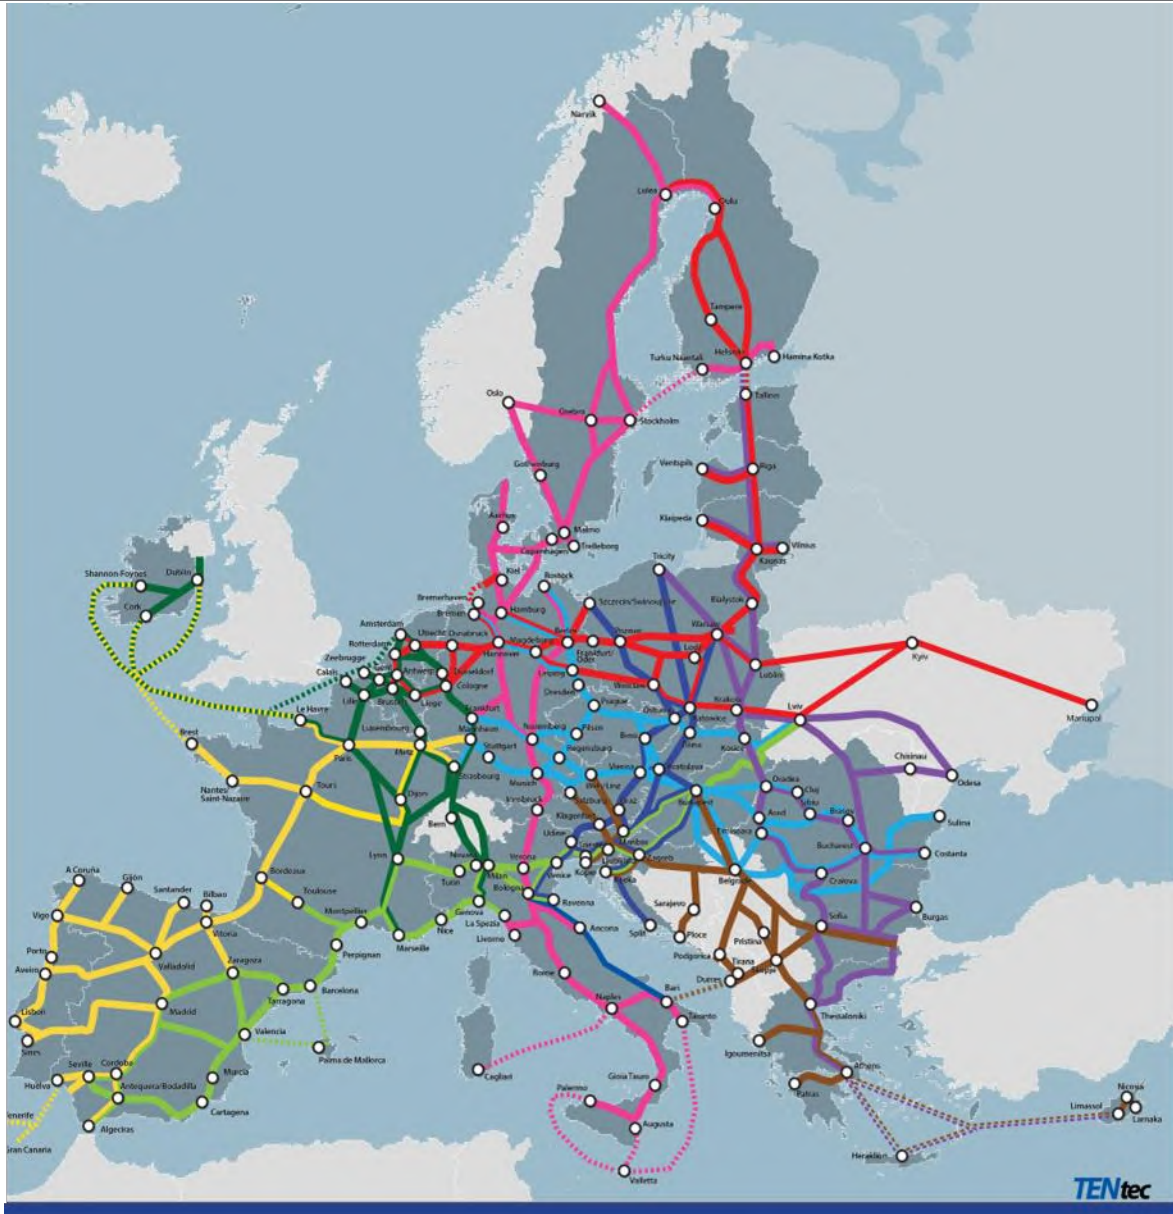 Narvik
Lulea
Oulu
Tampere
Helsinki
Hamina Kotka
Turku Naantali
Tallinn
Oslo
Orebro
Stockholm
Gothenburg
Ventspils
Riga
Klaipeda
Aarhus
Malmo
Copenhagen
Trelleborg
Vilnius
Kaunas
Tricity
Shannon-Foynes
Dublin
Cork
Kiel
Rostock
Bremerhaven
Bremen
Hamburg
Szczecin/Swinoujscie
Bialystok
Amsterdam
Utrecht
Osnabruck
Magdeburg
Hannover
Berlin
Frankfurt/
Oder
Poznan
Warsaw
Lodz
Kyiv
Rotterdam
Zeebrugge
Calais
Antwerp
Dusseldorf
Cologne
Leipzig
Dresden
Wroclaw
Lublin
Lille
Brussels
Liege
Prague
Ostrava
Katowice
Krakow
Lviv
Mariupol
Le Havre
Frankfurt
Luxembourg
Mannheim
Nuremberg
Pilsen
Brno
Zilina
Kosice
Brest
Paris
Metz
Stuttgart
Regensburg
Strasbourg
Munich
Vienna
Bratislava
Chisinau
Odesa
Nantes
Saint-Nazaire
Tours
Dijon
Innsbruck
Salzburg
Graz
Budapest
Oradea
Cluj
Sibiu
Brasov
Bern
Klagenfurt
Udine
Maribor
Arad
Timisoara
Sulina
Lyon
Novara
Milan
Verona
Venice
Koper
Ljubljana
Zagreb
Rijeka
Belgrade
Bucharest
Craiova
Costanta
A Coruña
Gijón
Santander
Bilbao
Bordeaux
Toulouse
Turin
Bologna
Ravenna
Vigo
Vitoria
Montpellier
Marseille
Nice
Genova
La Spezia
Livorno
Ancona
Split
Sarajevo
Ploce
Sofia
Burgas
Porto
Aveiro
Valladolid
Zaragoza
Perpignan
Podgorica
Pristina
Tirana
Skopje
Durres
Lisbon
Sines
Madrid
Tarragona
Barcelona
Rome
Naples
Bari
Taranto
Thessaloniki
Valencia
Palma de Mallorca
Igoumenitsa
Seville
Cordoba
Huelva
Antequera/Bobadilla
Murcia
Cartagena
Cagliari
Gioia Tauro
Palermo
Athens
Patras
Nicosia
Limassol
Larnaka
Algeciras
Gran Canaria
Augusta
Valletta
Heraklion
TENtec